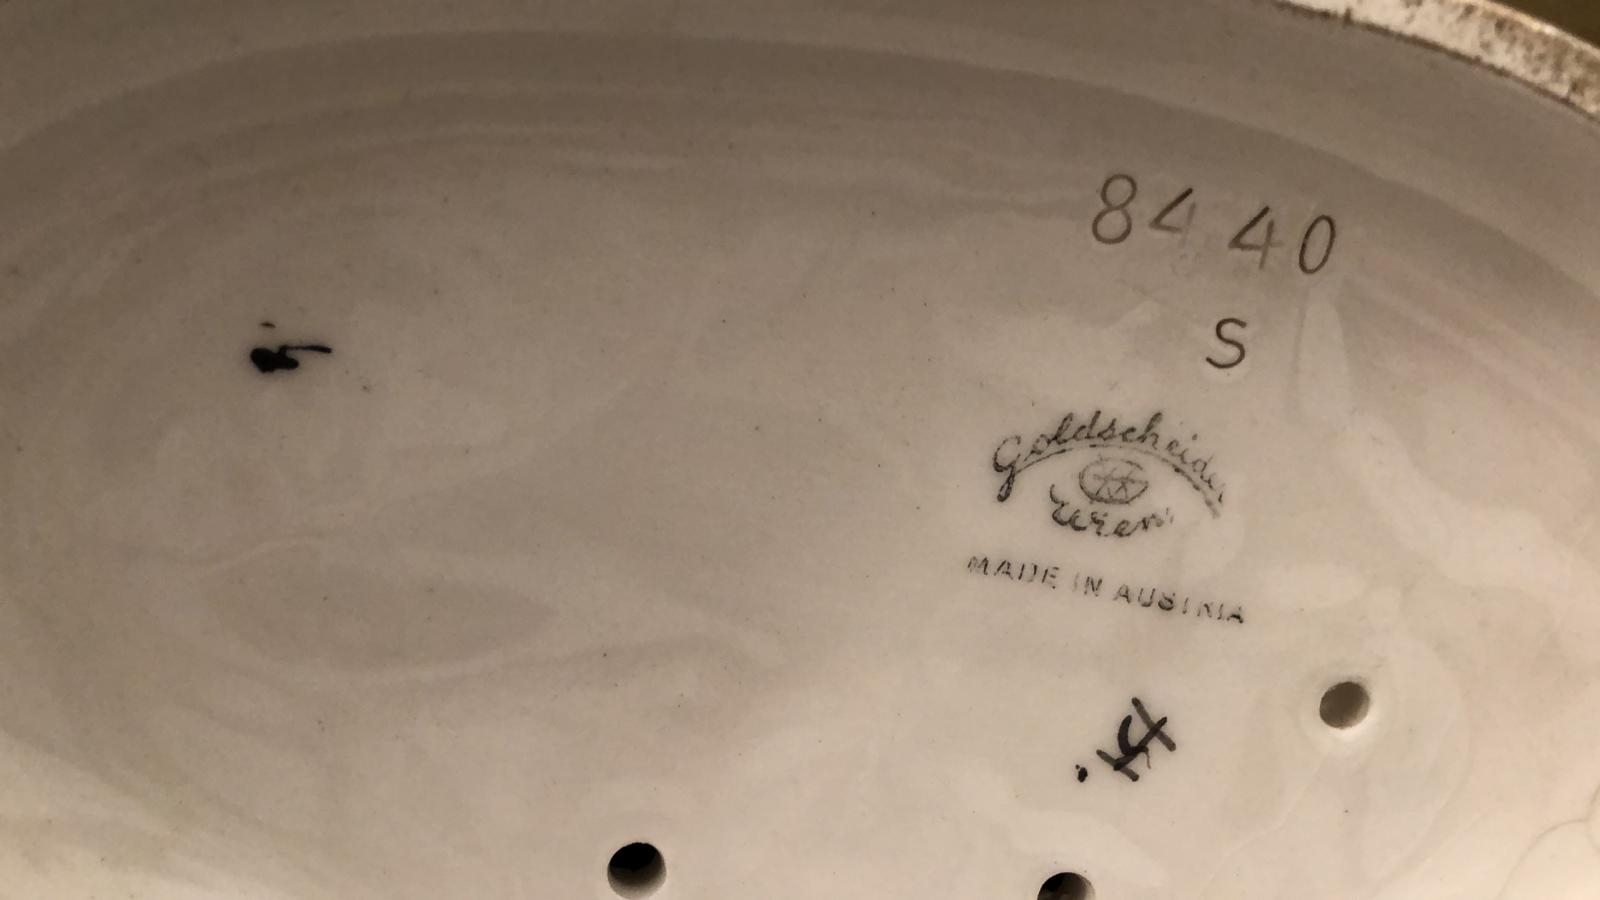 8440
S
Goldscheider
Wien
MADE IN AUSTRIA